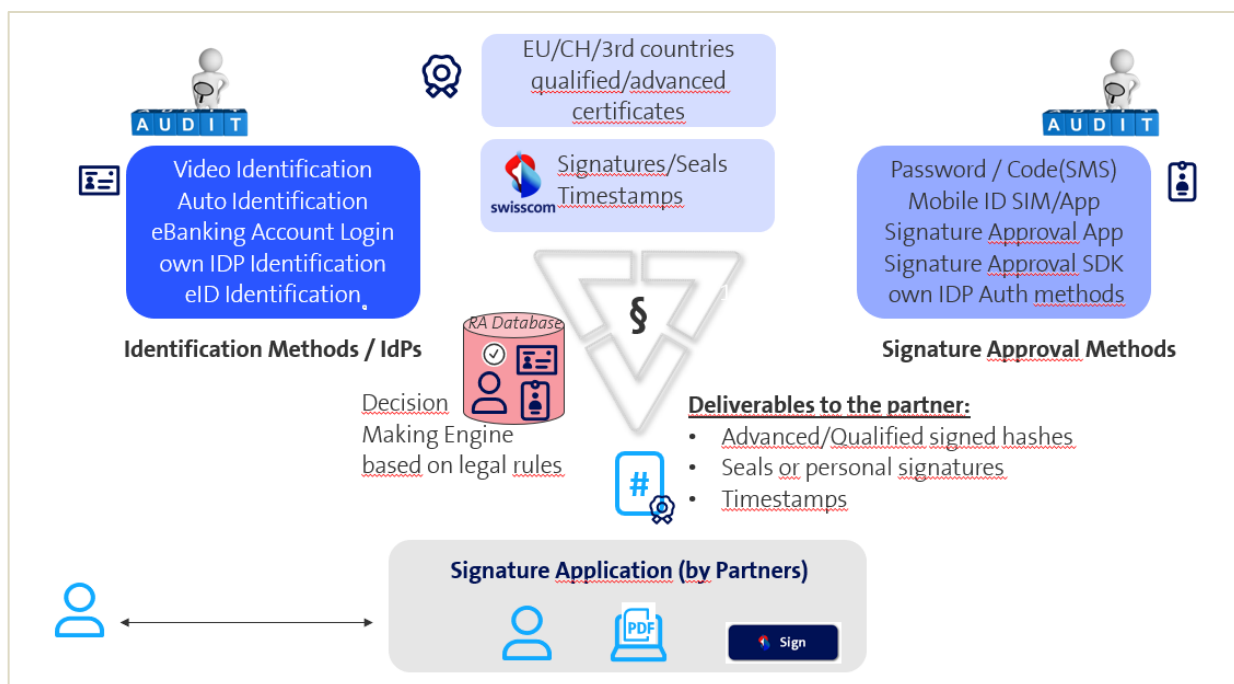 EU/CH/3rd countries
qualified/advanced
certificates
AUDIT
Video Identification
Auto Identification
eBanking Account Login
own IDP Identification
eID Identification
Identification Methods / IdPs
swisscom
Signatures/Seals
Timestamps
AUDIT
Password / Code(SMS)
Mobile ID SIM/App
Signature Approval App
Signature Approval SDK
own IDP Auth methods
Signature Approval Methods
§
RA Database
Decision
Making Engine
based on legal rules
Deliverables to the partner:
• Advanced/Qualified signed hashes
• Seals or personal signatures
• Timestamps
#
Signature Application (by Partners)
PDF
Sign